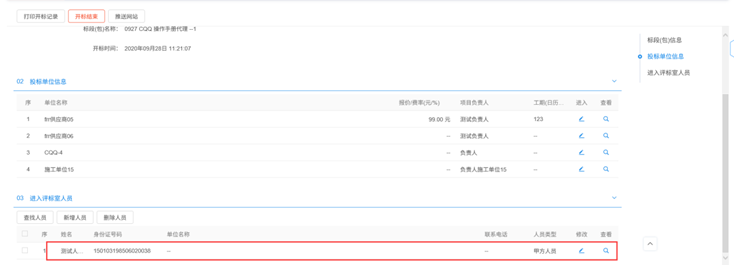 打印开标记录 开标结束 推送网站
标段(包)名称: 0927 CQQ 操作手册代理 --1
开标时间: 2020年09月28日 11:21:07
标段(包)信息
投标单位信息
进入评标室人员
02 投标单位信息
序 单位名称 报价/费率(元/%) 项目负责人 工期(日历... 进入 查看
1 ltr供应商05 99.00 元 测试负责人 123
2 ltr供应商06 -- 测试负责人 --
3 CQQ-4 -- 负责人 --
4 施工单位15 -- 负责人施工单位15 --
03 进入评标室人员
查找人员 新增人员 删除人员
序 姓名 身份证号码 单位名称 联系电话 人员类型 修改 查看
1 测试人... 150103198506020036 -- -- 甲方人员